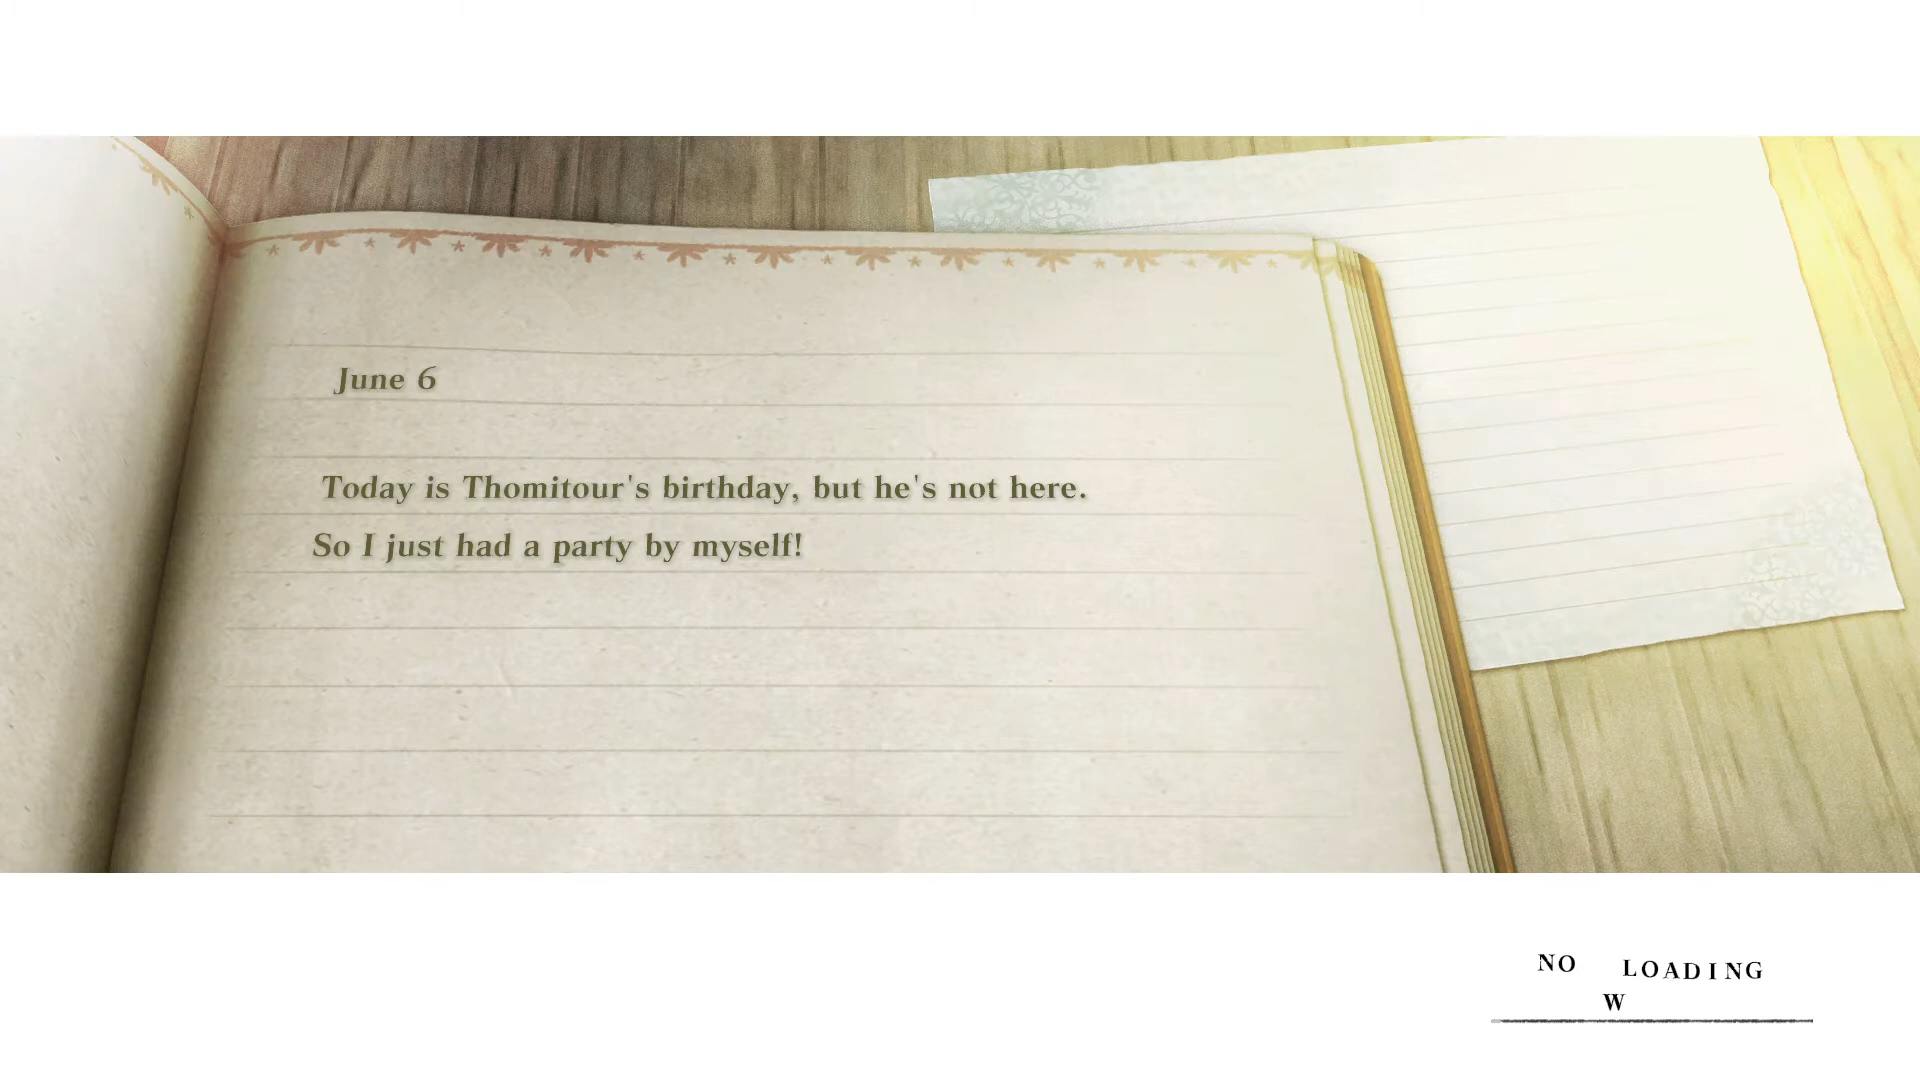 June 6
Today is Thomitour's birthday, but he's not here.
So I just had a party by myself!
NO LOADING
W